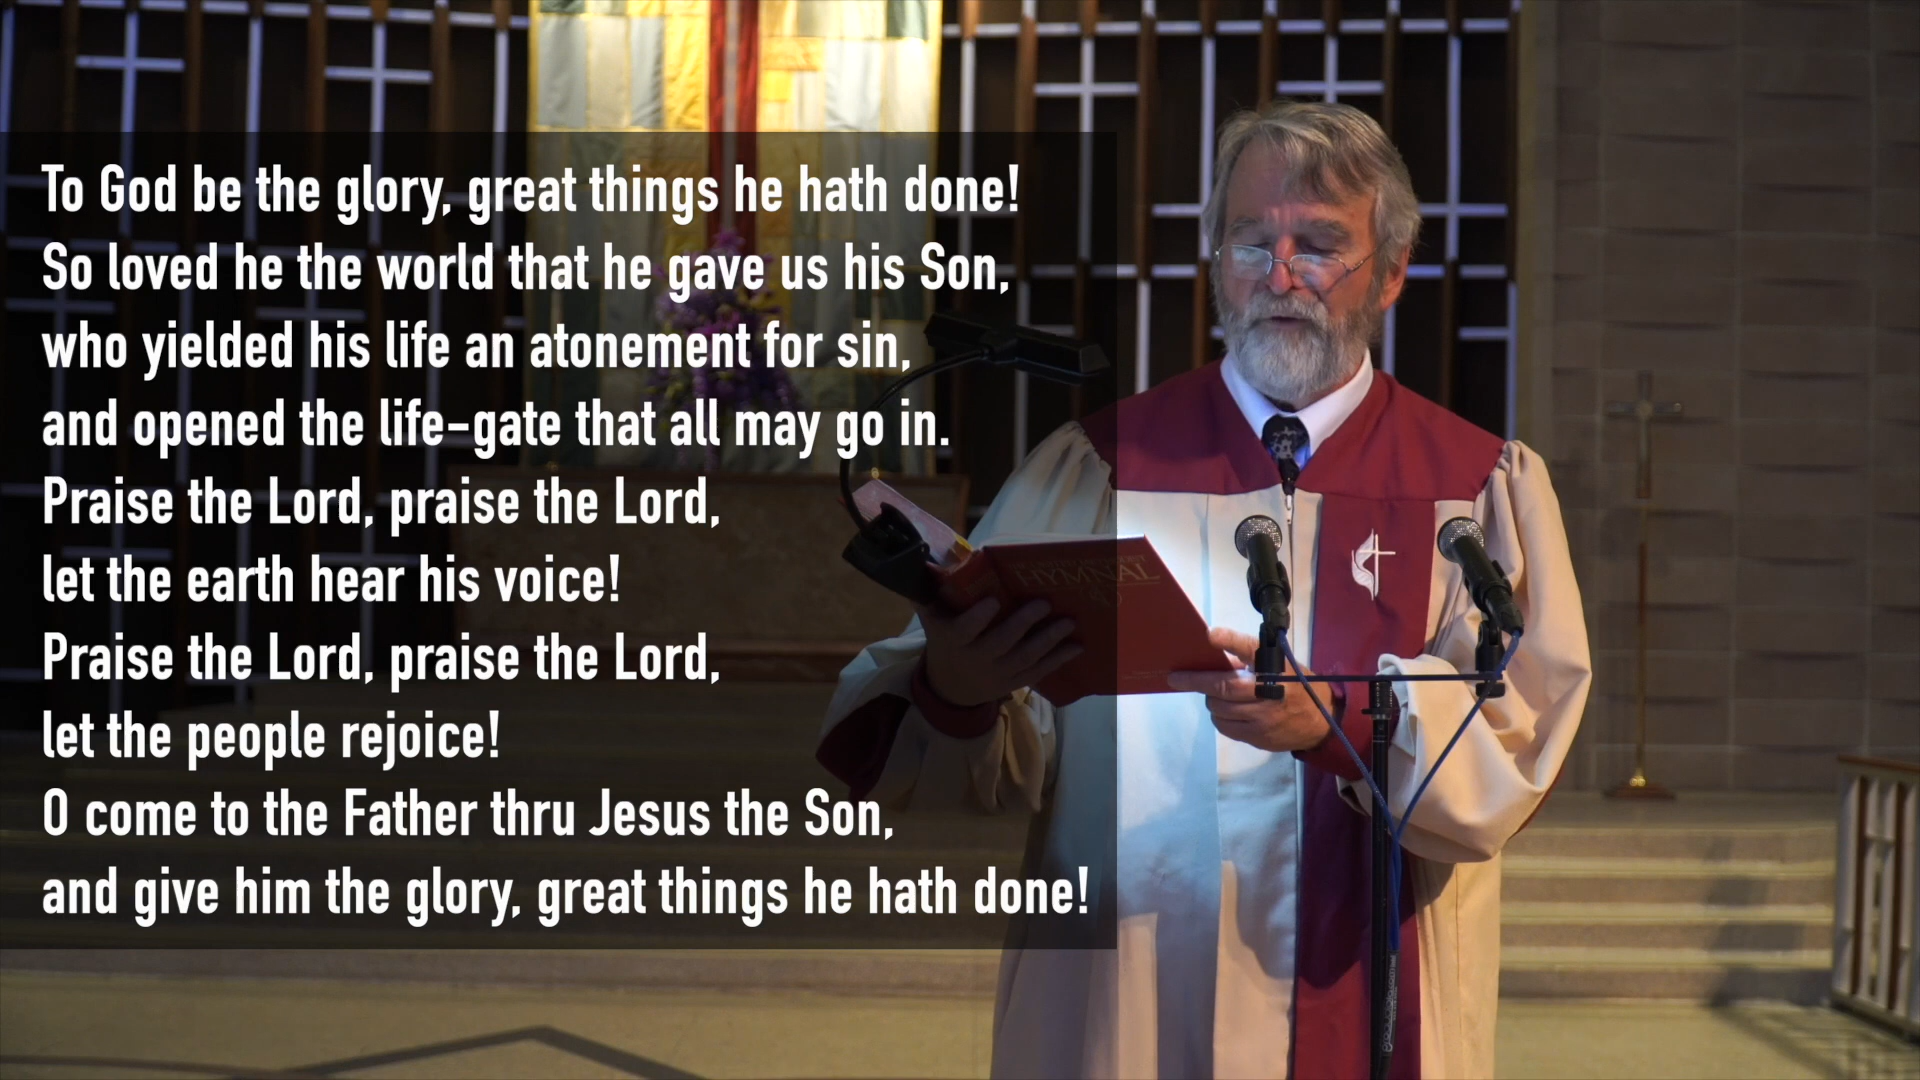 To God be the glory, great things he hath done!
So loved he the world that he gave us his Son,
who yielded his life an atonement for sin,
and opened the life-gate that all may go in.
Praise the Lord, praise the Lord,
let the earth hear his voice!
Praise the Lord, praise the Lord,
let the people rejoice!
O come to the Father thru Jesus the Son,
and give him the glory, great things he hath done!
HYMNAL